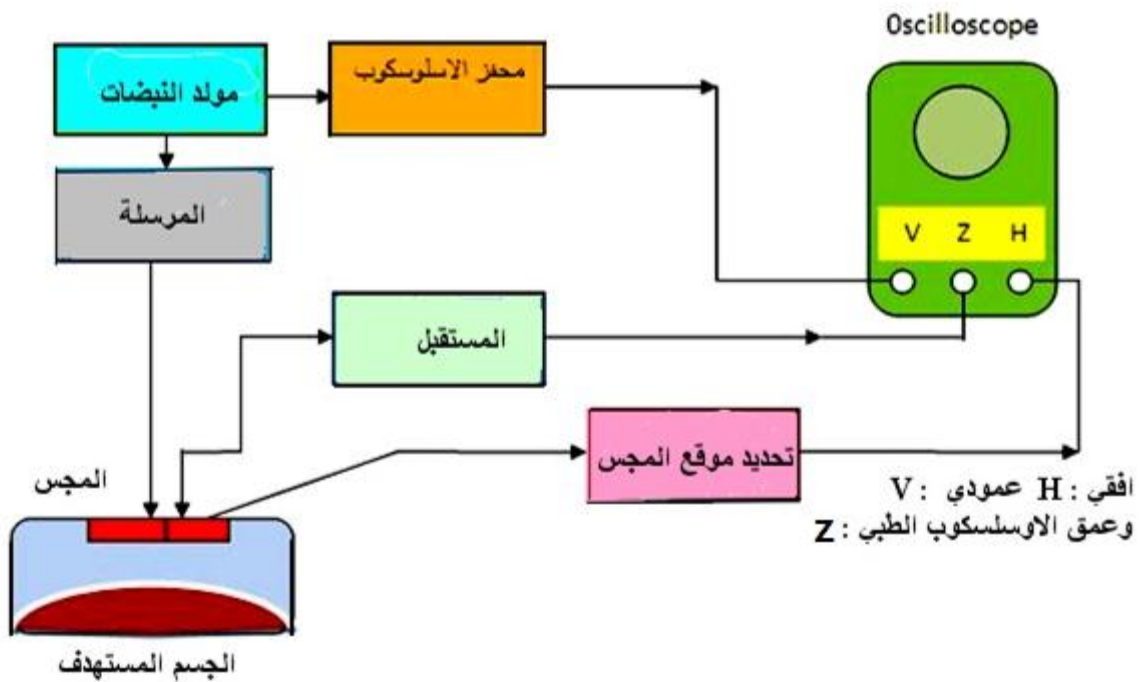 Oscilloscope
مولد النبضات
محفز الاسلوسكوب
المرسلة
V Z H
المستقبل
تحديد موقع المجس
المجس
افقي : H عمودي : V
وعمق الاوسلسكوب الطبي : Z
الجسم المستهدف